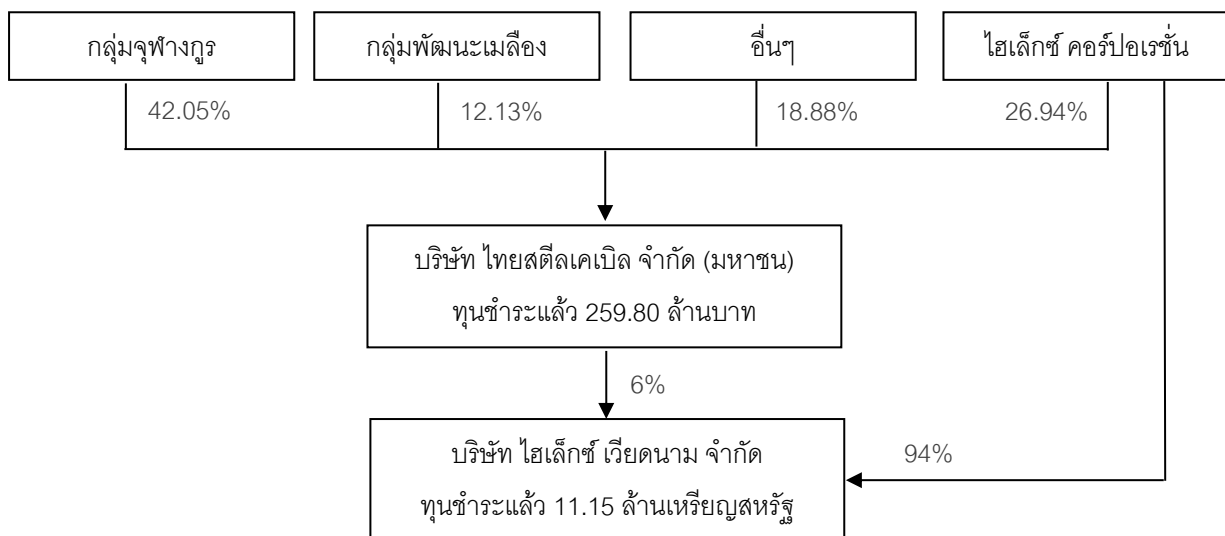 กลุ่มจุฬางกูร
กลุ่มพัฒนะเมลือง
อื่นๆ
ไฮเล็กซ์ คอร์ปอเรชั่น
42.05%
12.13%
18.88%
26.94%
บริษัท ไทยสตีลเคเบิล จำกัด (มหาชน)
ทุนชำระแล้ว 259.80 ล้านบาท
6%
บริษัท ไฮเล็กซ์ เวียดนาม จำกัด
ทุนชำระแล้ว 11.15 ล้านเหรียญสหรัฐ
94%